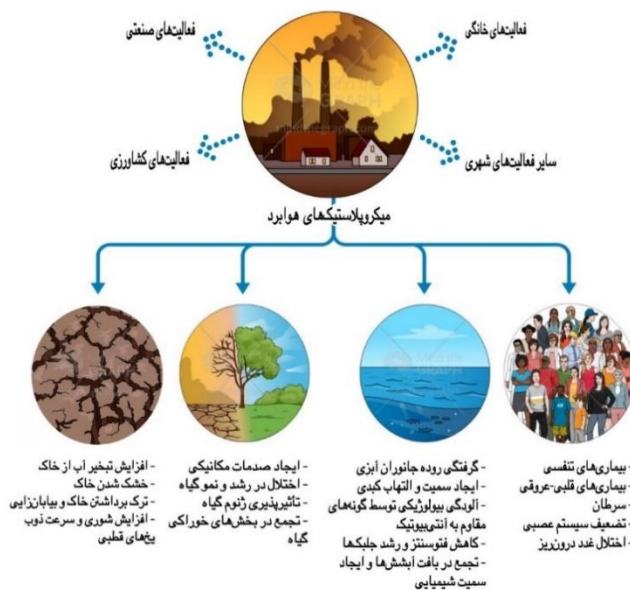 فعالیت‌های صنعتی
فعالیت‌های خانگی
فعالیت‌های کشاورزی
سایر فعالیت‌های شهری
میکروپلاستیک‌های هوابرد
- بیماری‌های تنفسی
- بیماری‌های قلبی-عروقی
- سرطان
- تضعیف سیستم عصبی
- اختلال غدد درون‌ریز
- گرفتگی روده جانوران آبزی
- ایجاد سمیت و التهاب کبدی
- آلودگی بیولوژیکی توسط گونه‌های
مقاوم به آنتی‌بیوتیک
- کاهش فتوسنتز و رشد جلبک‌ها
- تجمع در بافت آبشش‌ها و ایجاد
سمیت شیمیایی
- ایجاد صدمات مکانیکی
- اختلال در رشد و نمو گیاه
- تأثیرپذیری ژنوم گیاه
- تجمع در بخش‌های خوراکی
گیاه
- افزایش تبخیر آب از خاک
- خشک شدن خاک
- ترک برداشتن خاک و بیابان‌زایی
- افزایش شوری و سرعت ذوب
یخ‌های قطبی